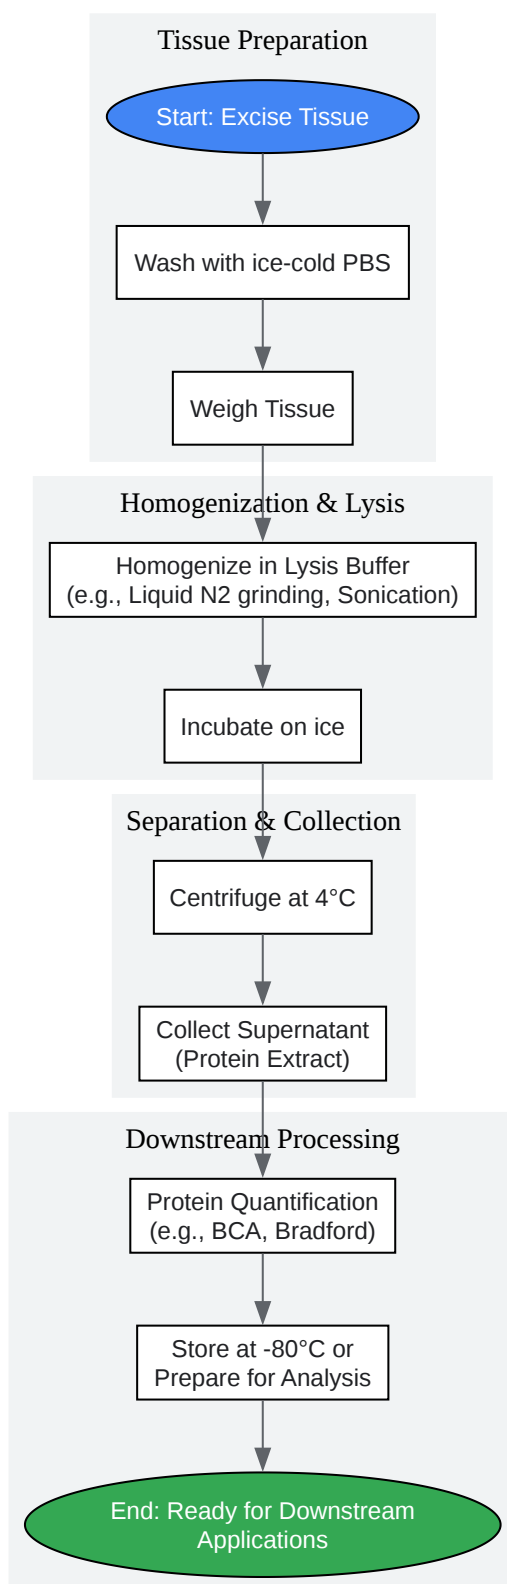 Tissue Preparation
Start: Excise Tissue
Wash with ice-cold PBS
Weigh Tissue
Homogenization & Lysis
Homogenize in Lysis Buffer
(e.g., Liquid N2 grinding, Sonication)
Incubate on ice
Separation & Collection
Centrifuge at 4°C
Collect Supernatant
(Protein Extract)
Downstream Processing
Protein Quantification
(e.g., BCA, Bradford)
Store at -80°C or
Prepare for Analysis
End: Ready for Downstream
Applications